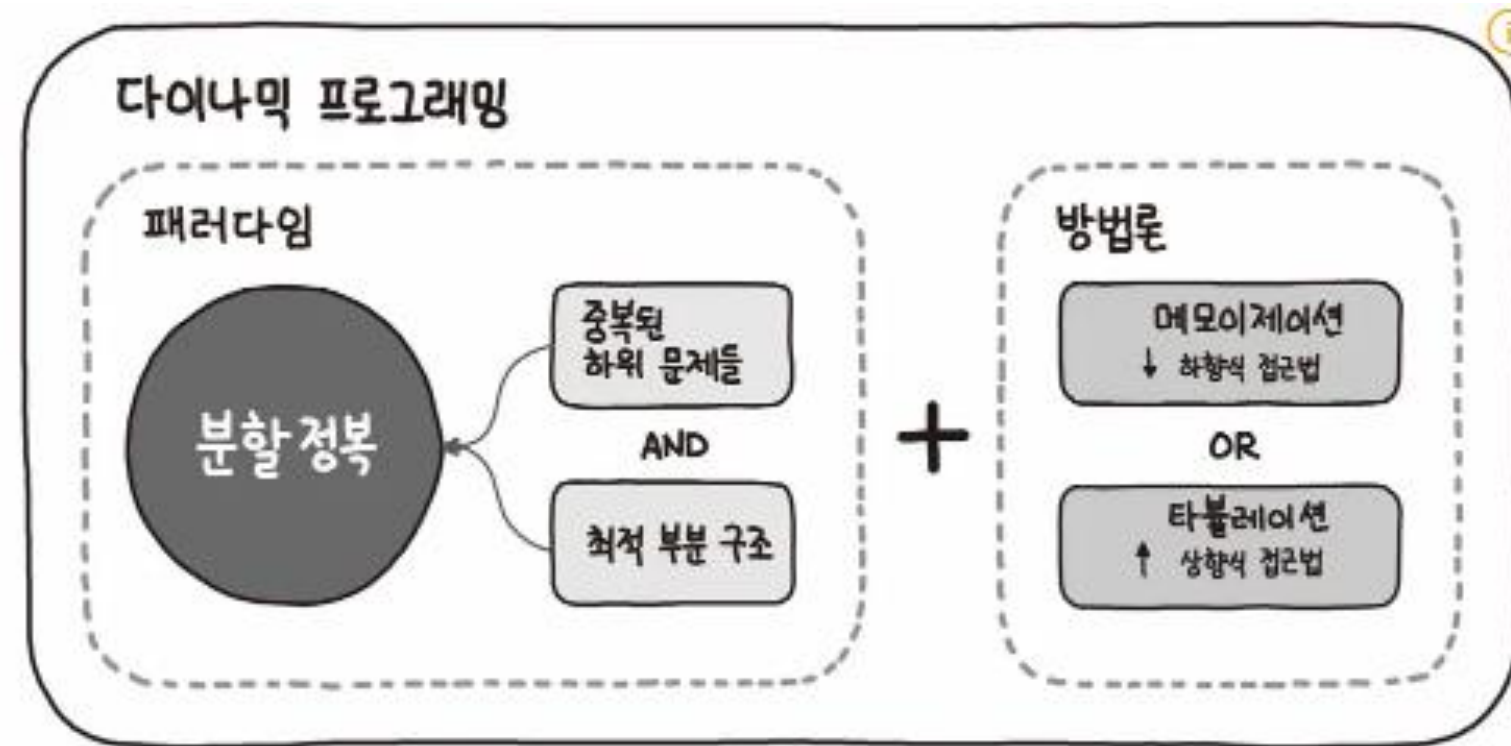 다이나믹 프로그래밍
패러다임
분할 정복
중복된
하위 문제들
AND
최적 부분 구조
+
방법론
메모이제이션
↓ 하향식 접근법
OR
타뷸레이션
↑ 상향식 접근법